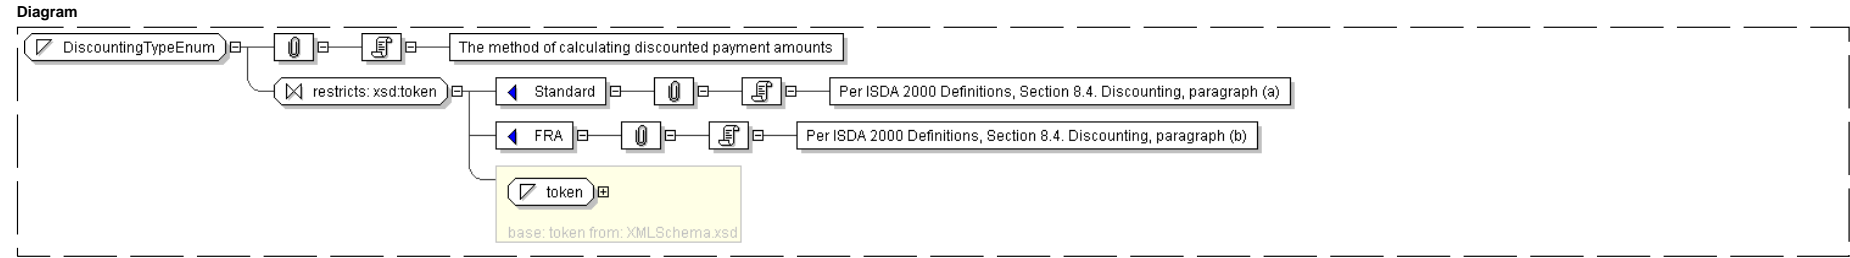 Diagram
DiscountingTypeEnum The method of calculating discounted payment amounts
restricts: xsd:token Standard Per ISDA 2000 Definitions, Section 8.4. Discounting, paragraph (a)
FRA Per ISDA 2000 Definitions, Section 8.4. Discounting, paragraph (b)
token
base: token from: XMLSchema.xsd